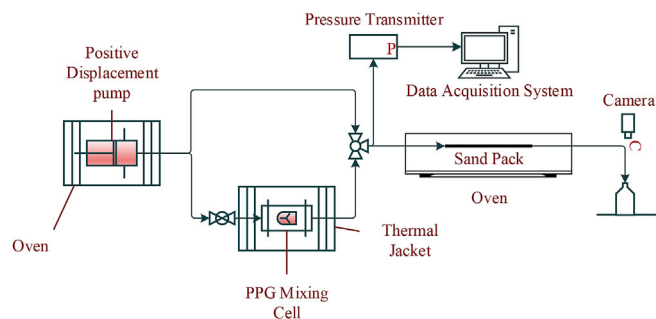 Pressure Transmitter
P
Positive
Displacement
pump
Data Acquisition System
Camera
C
Sand Pack
Oven
Oven
Thermal
Jacket
PPG Mixing
Cell